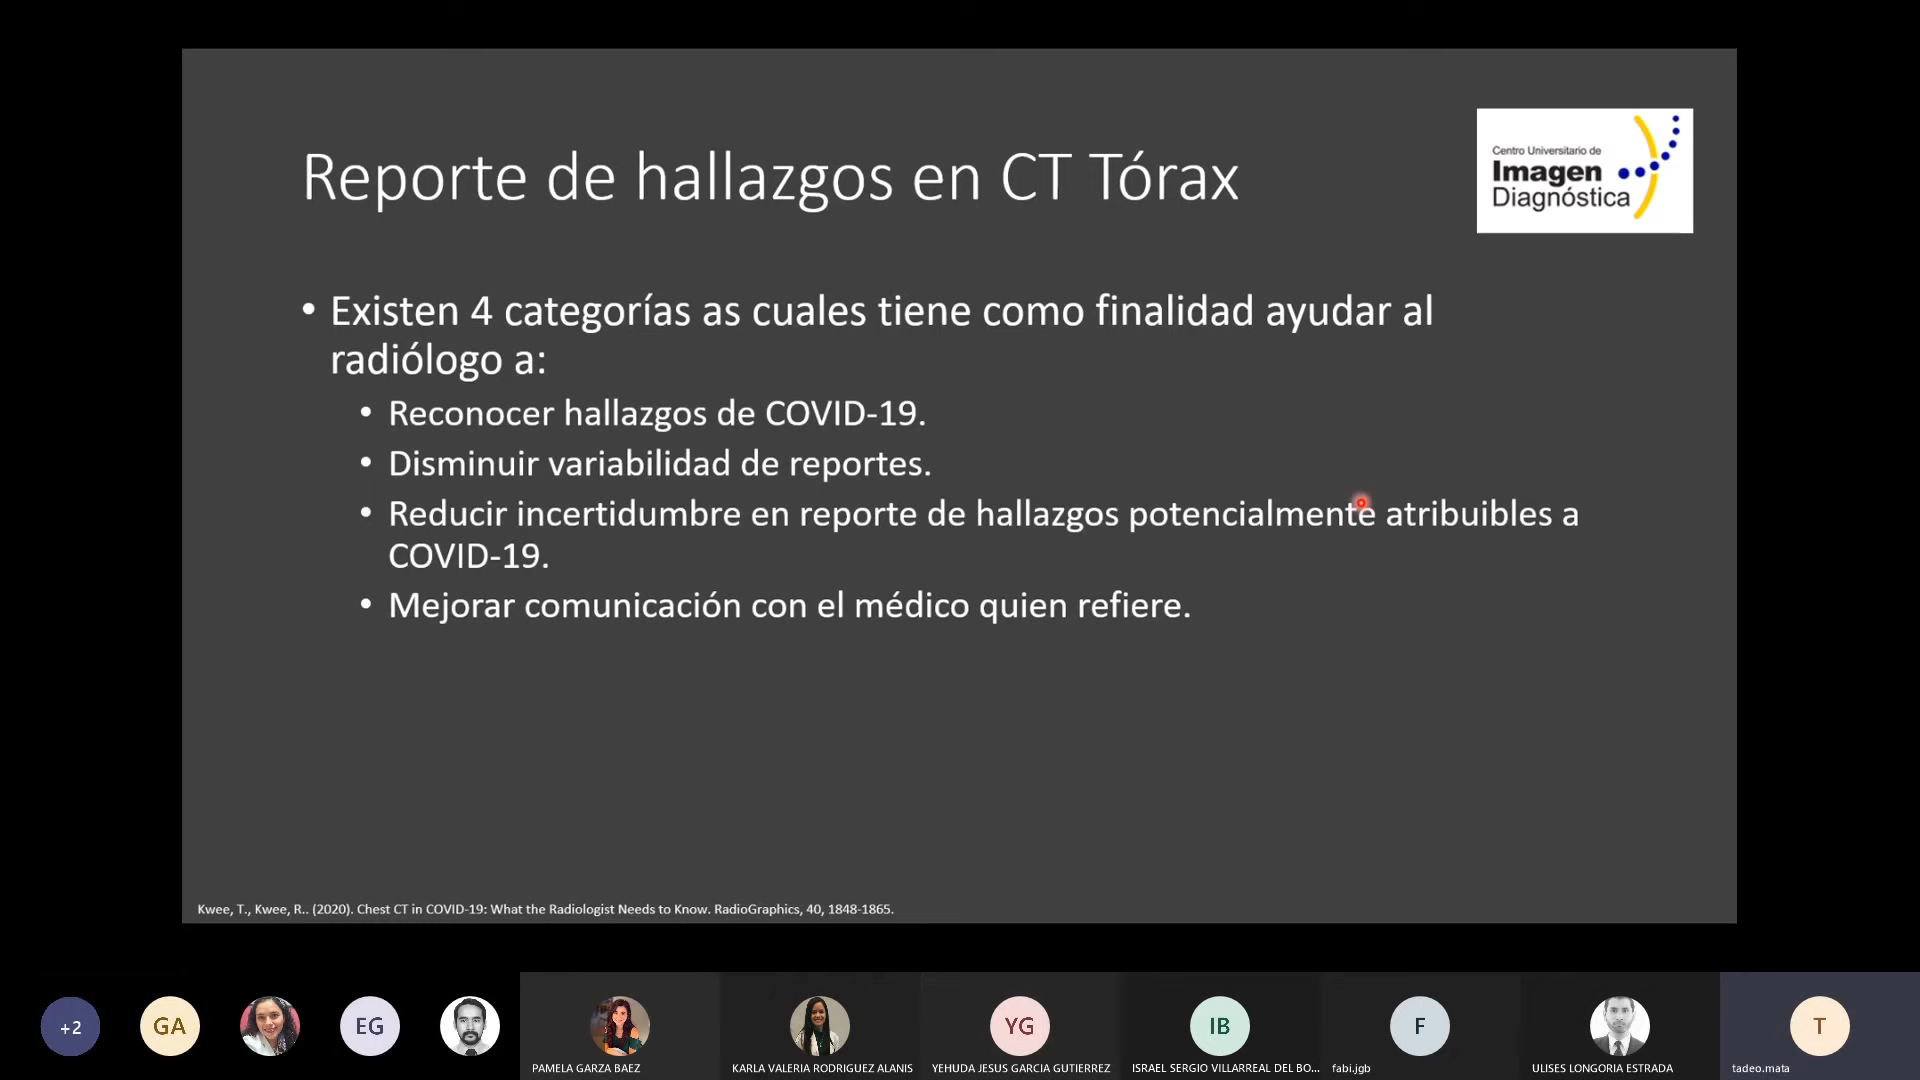 Reporte de hallazgos en CT Tórax
Centro Universitario de
Imagen
Diagnóstica
• Existen 4 categorías as cuales tiene como finalidad ayudar al
radiólogo a:
• Reconocer hallazgos de COVID-19.
• Disminuir variabilidad de reportes.
• Reducir incertidumbre en reporte de hallazgos potencialmente atribuibles a
COVID-19.
• Mejorar comunicación con el médico quien refiere.
Kwee, T., Kwee, R.. (2020). Chest CT in COVID-19: What the Radiologist Needs to Know. RadioGraphics, 40, 1848-1865.
+2
GA
EG
YG
IB
F
T
PAMELA GARZA BAEZ
KARLA VALERIA RODRIGUEZ ALANIS
YEHUDA JESUS GARCIA GUTIERREZ
ISRAEL SERGIO VILLARREAL DEL BO...
fabi.jgb
ULISES LONGORIA ESTRADA
tadeo.mata